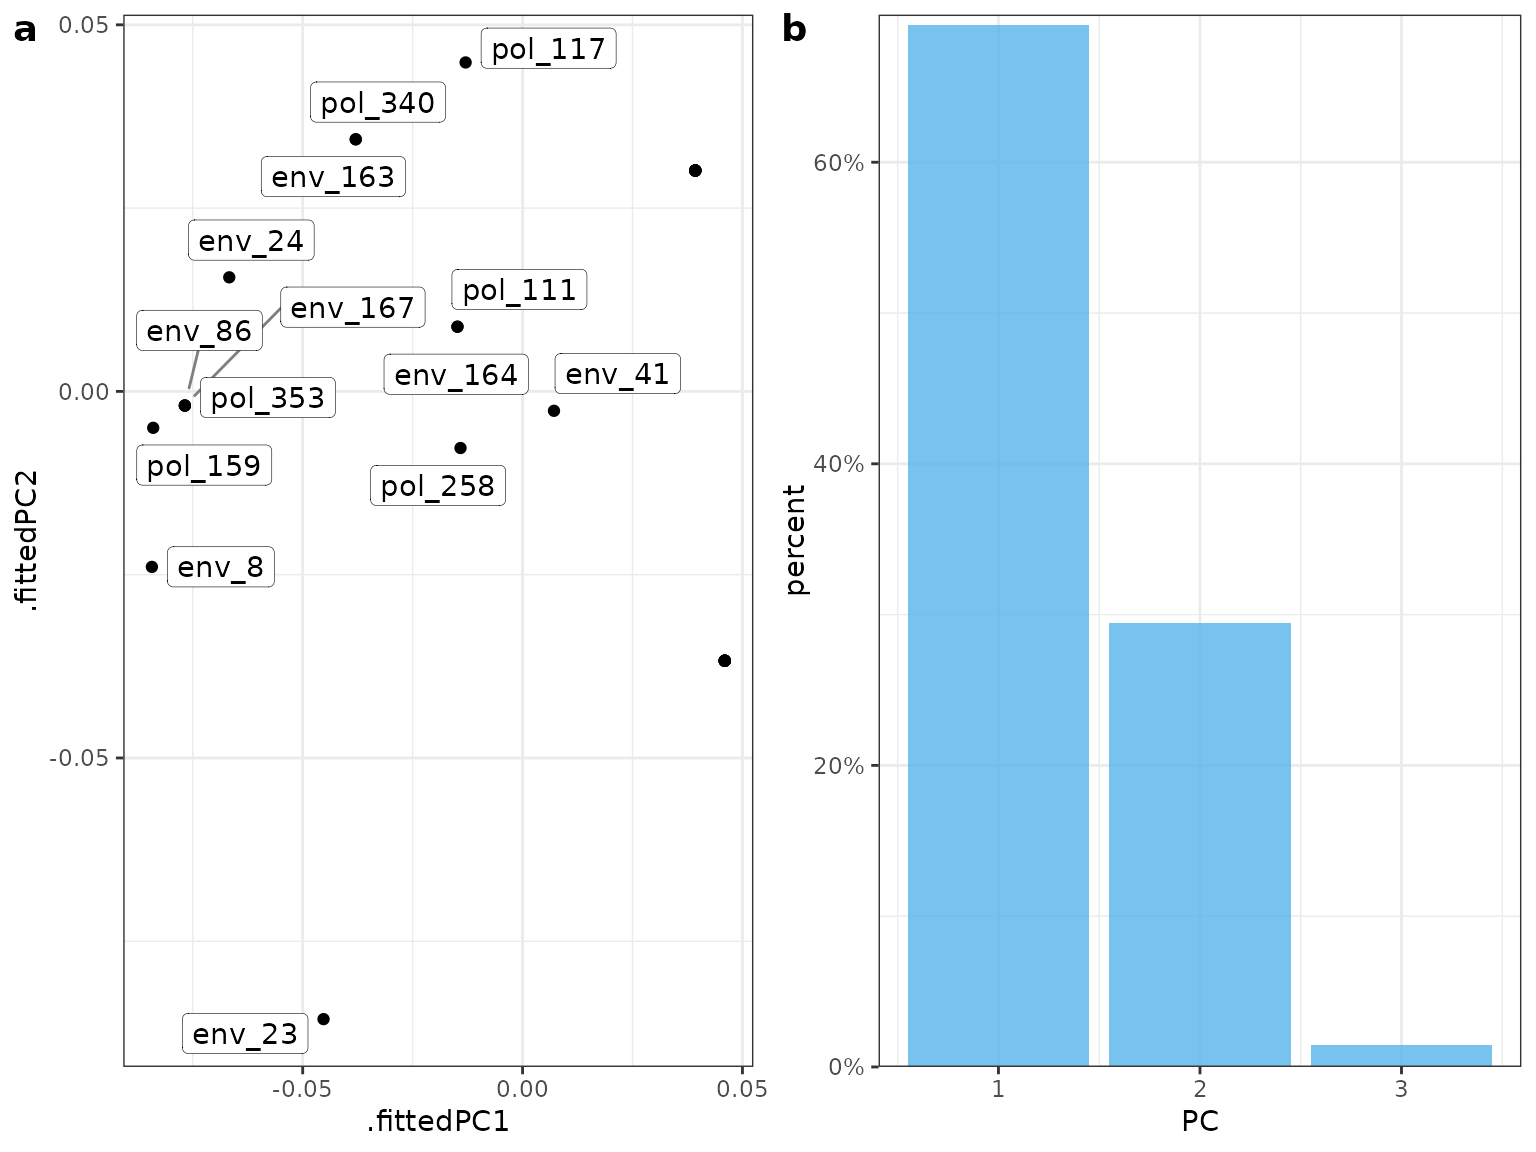 a
0.05
0.00
-0.05
.fittedPC2
pol_117
pol_340
env_163
env_24
pol_111
env_167
env_86
env_164
env_41
pol_353
pol_159
pol_258
env_8
env_23
-0.05
0.00
0.05
.fittedPC1
b
60%
40%
20%
0%
percent
1
2
3
PC